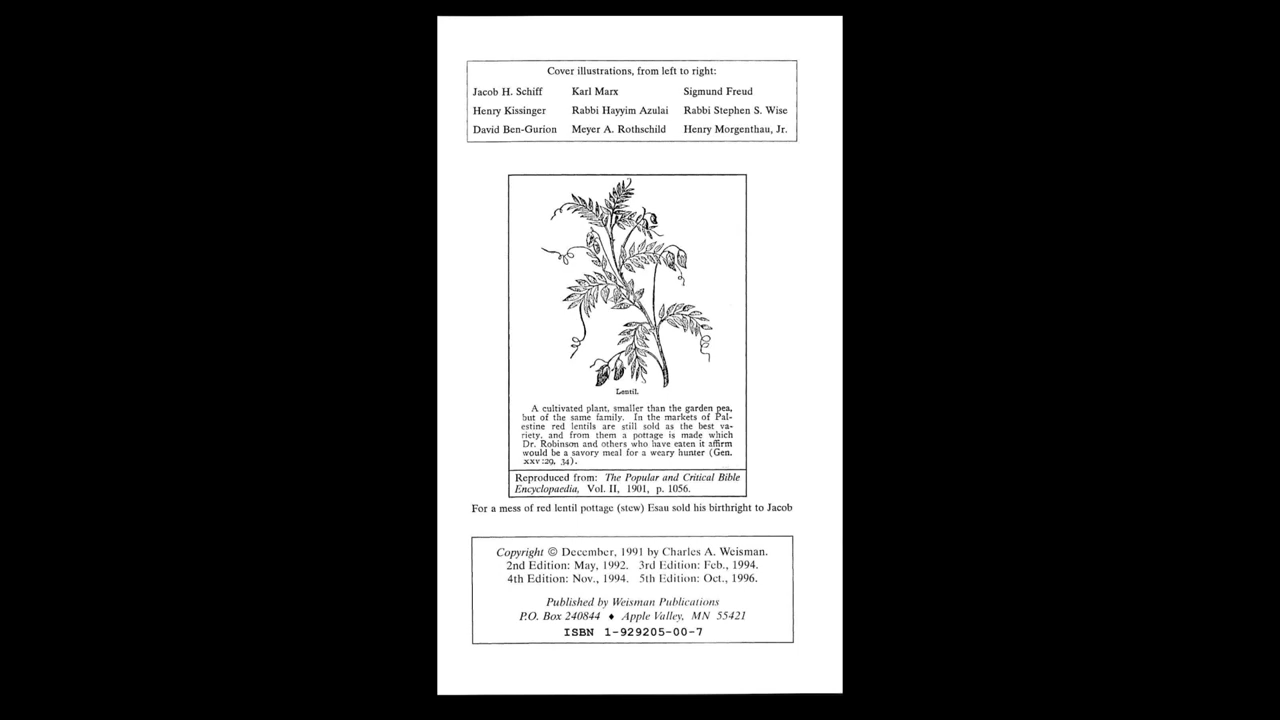 Cover illustrations, from left to right:
Jacob H. Schiff Karl Marx Sigmund Freud
Henry Kissinger Rabbi Hayyim Azulai Rabbi Stephen S. Wise
David Ben-Gurion Meyer A. Rothschild Henry Morgenthau, Jr.
Lentil.
A cultivated plant, smaller than the garden pea,
but of the same family. In the markets of Pal-
estine red lentils are still sold as the best va-
riety, and from them a pottage is made which
Dr. Robinson and others who have eaten it affirm
would be a savory meal for a weary hunter (Gen.
xxv:29, 34).
Reproduced from: The Popular and Critical Bible
Encyclopaedia, Vol. II, 1901, p. 1056.
For a mess of red lentil pottage (stew) Esau sold his birthright to Jacob
Copyright © December, 1991 by Charles A. Weisman.
2nd Edition: May, 1992. 3rd Edition: Feb., 1994.
4th Edition: Nov., 1994. 5th Edition: Oct., 1996.
Published by Weisman Publications
P.O. Box 240844 ♦ Apple Valley, MN 55421
ISBN 1-929205-00-7